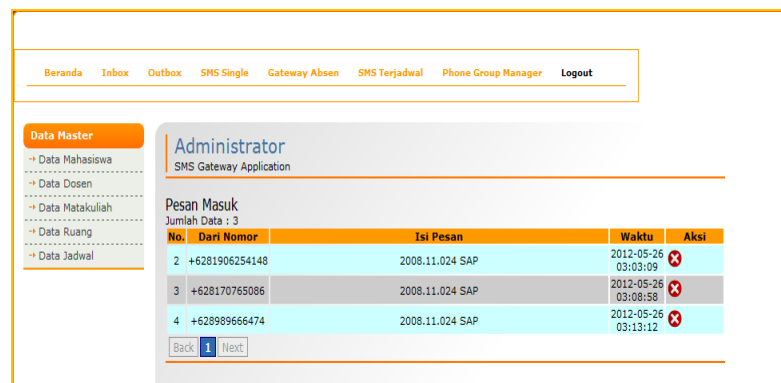 Beranda Inbox Outbox SMS Single Gateway Absen SMS Terjadwal Phone Group Manager Logout
Data Master
Data Mahasiswa
Data Dosen
Data Matakuliah
Data Ruang
Data Jadwal
Administrator
SMS Gateway Application
Pesan Masuk
Jumlah Data : 3
No. Dari Nomor Isi Pesan Waktu Aksi
2 +6281906254148 2008.11.024 SAP 2012-05-26
03:03:09
3 +628170765086 2008.11.024 SAP 2012-05-26
03:08:58
4 +628989666474 2008.11.024 SAP 2012-05-26
03:13:12
Back 1 Next